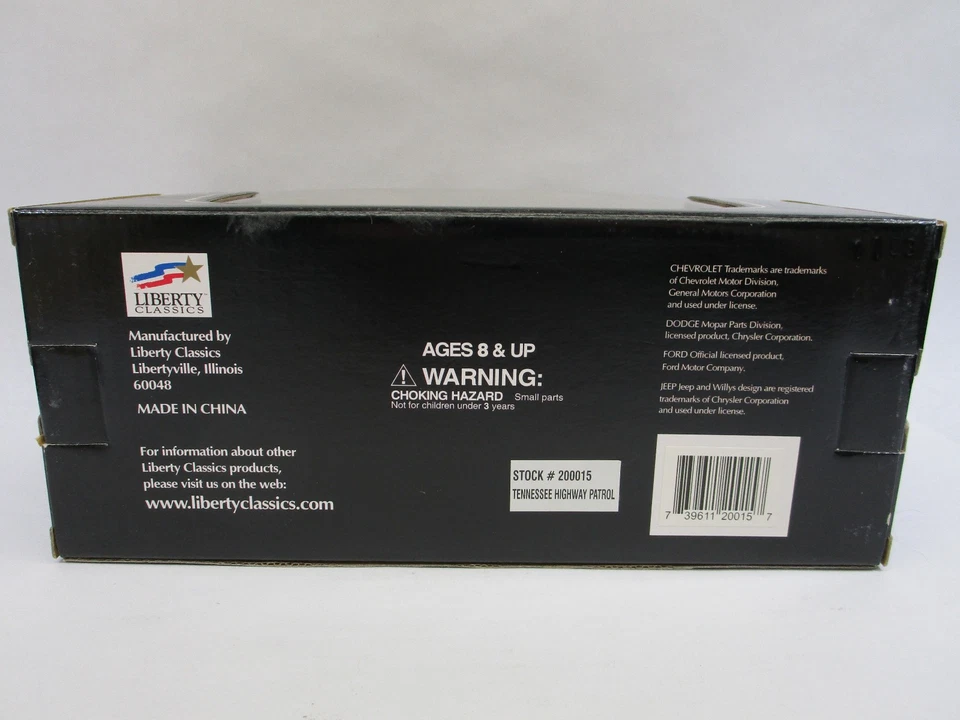 LIBERTY
CLASSICS
Manufactured by
Liberty Classics
Libertyville, Illinois
60048
MADE IN CHINA
For information about other
Liberty Classics products,
please visit us on the web:
www.libertyclassics.com
AGES 8 & UP
WARNING:
CHOKING HAZARD Small parts
Not for children under 3 years
STOCK # 200015
TENNESSEE HIGHWAY PATROL
CHEVROLET Trademarks are trademarks
of Chevrolet Motor Division,
General Motors Corporation
and used under license.
DODGE Mopar Parts Division,
licensed product, Chrysler Corporation.
FORD Official licensed product,
Ford Motor Company.
JEEP Jeep and Willys design are registered
trademarks of Chrysler Corporation
and used under license.
7 39611 20015 7